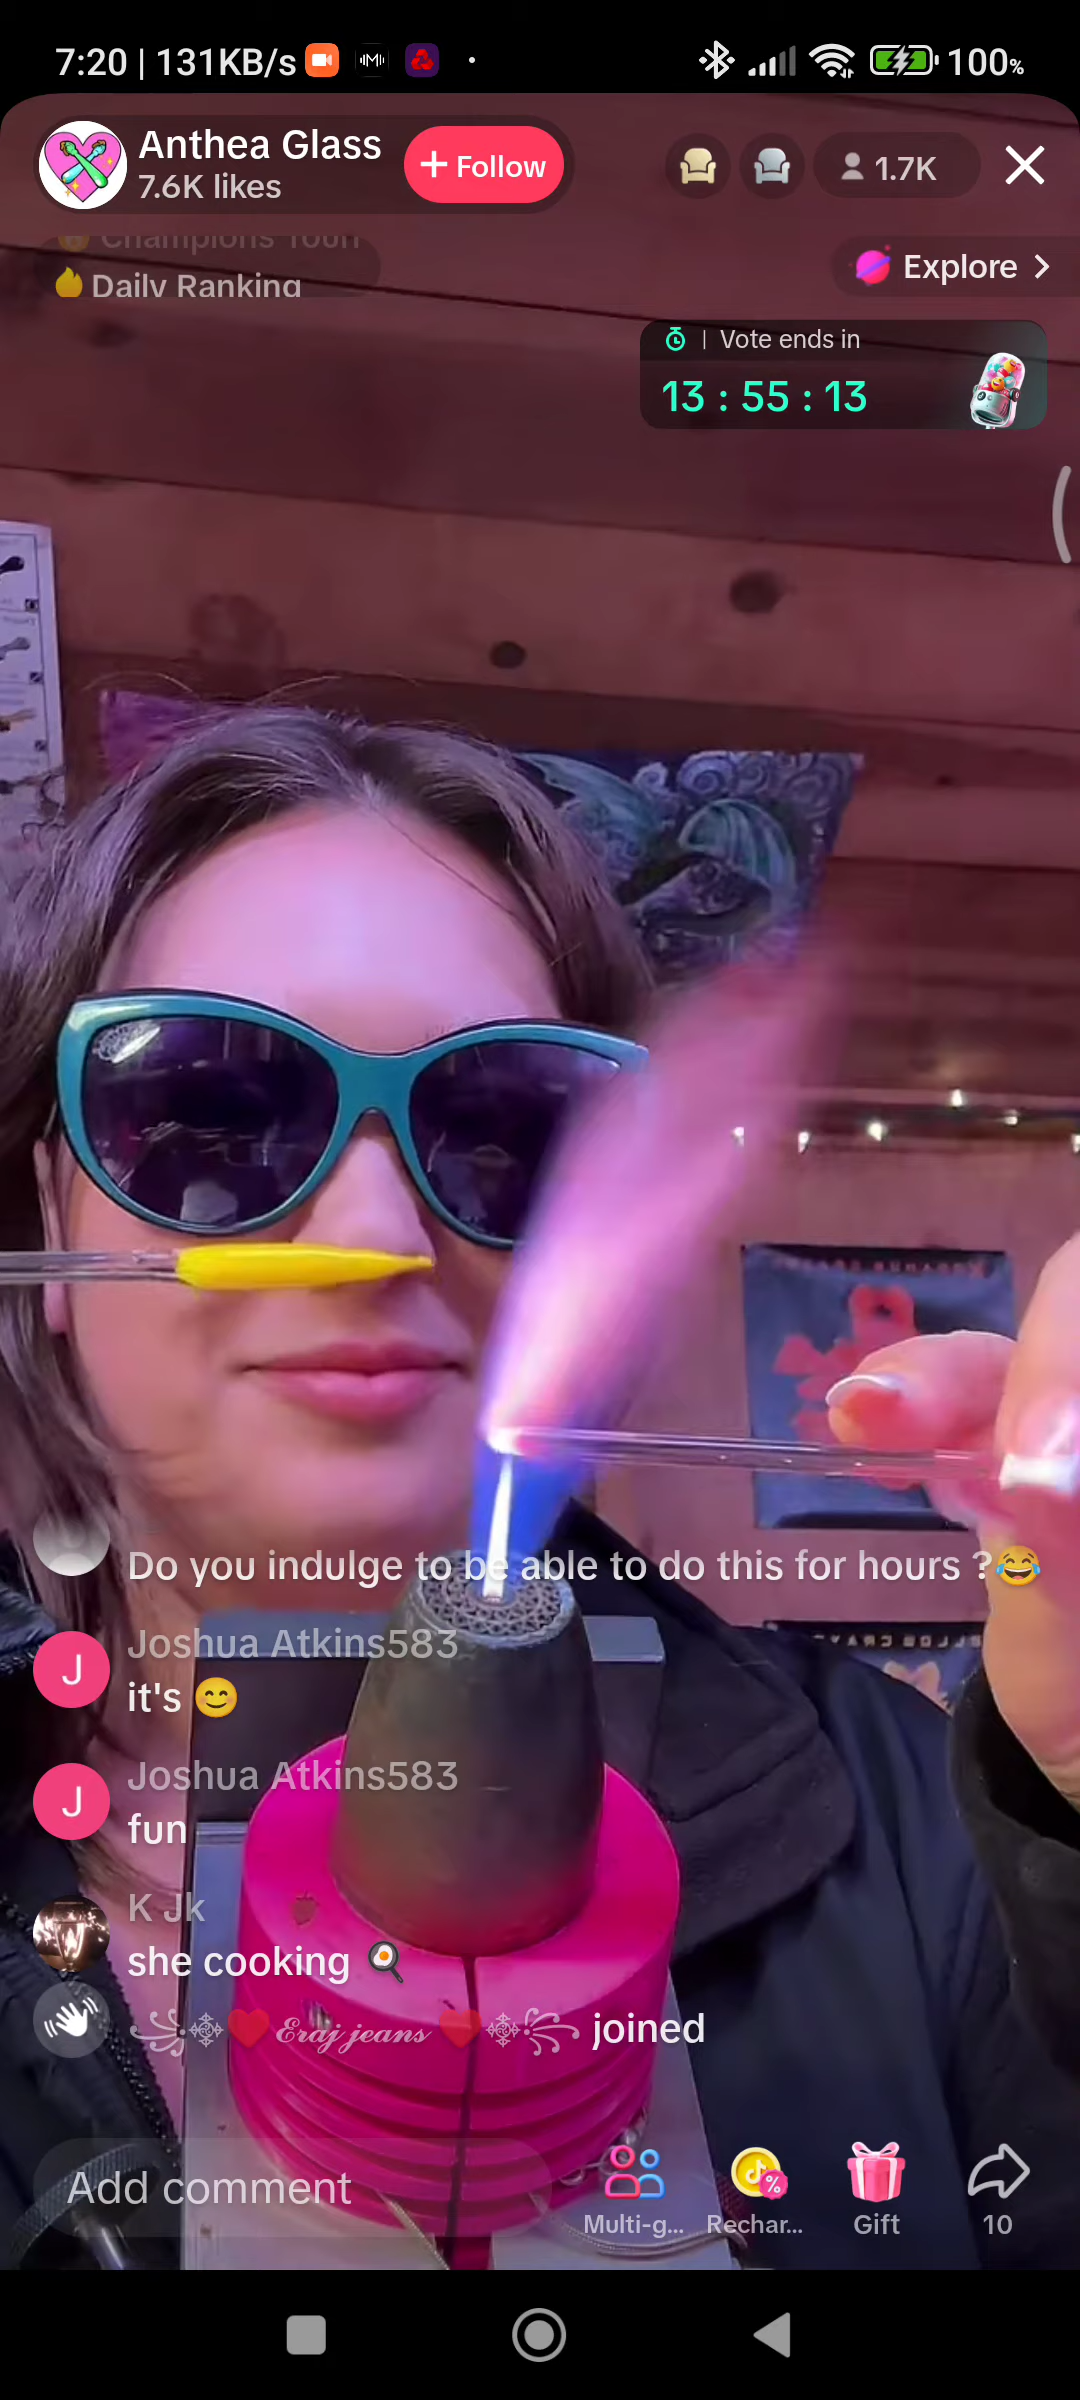 7:20 | 131KB/s
100%
Anthea Glass
7.6K likes
+ Follow
1.7K
Champions Tour
Daily Ranking
Explore >
| Vote ends in
13 : 55 : 13
Do you indulge to be able to do this for hours ?😂
J
Joshua Atkins583
it's 😊
J
Joshua Atkins583
fun
K Jk
she cooking 🍳
❤️ 𝓔𝓻𝓪𝓳 𝓳𝓮𝓪𝓷𝓼 ❤️ joined
Add comment
Multi-g...
Rechar...
Gift
10